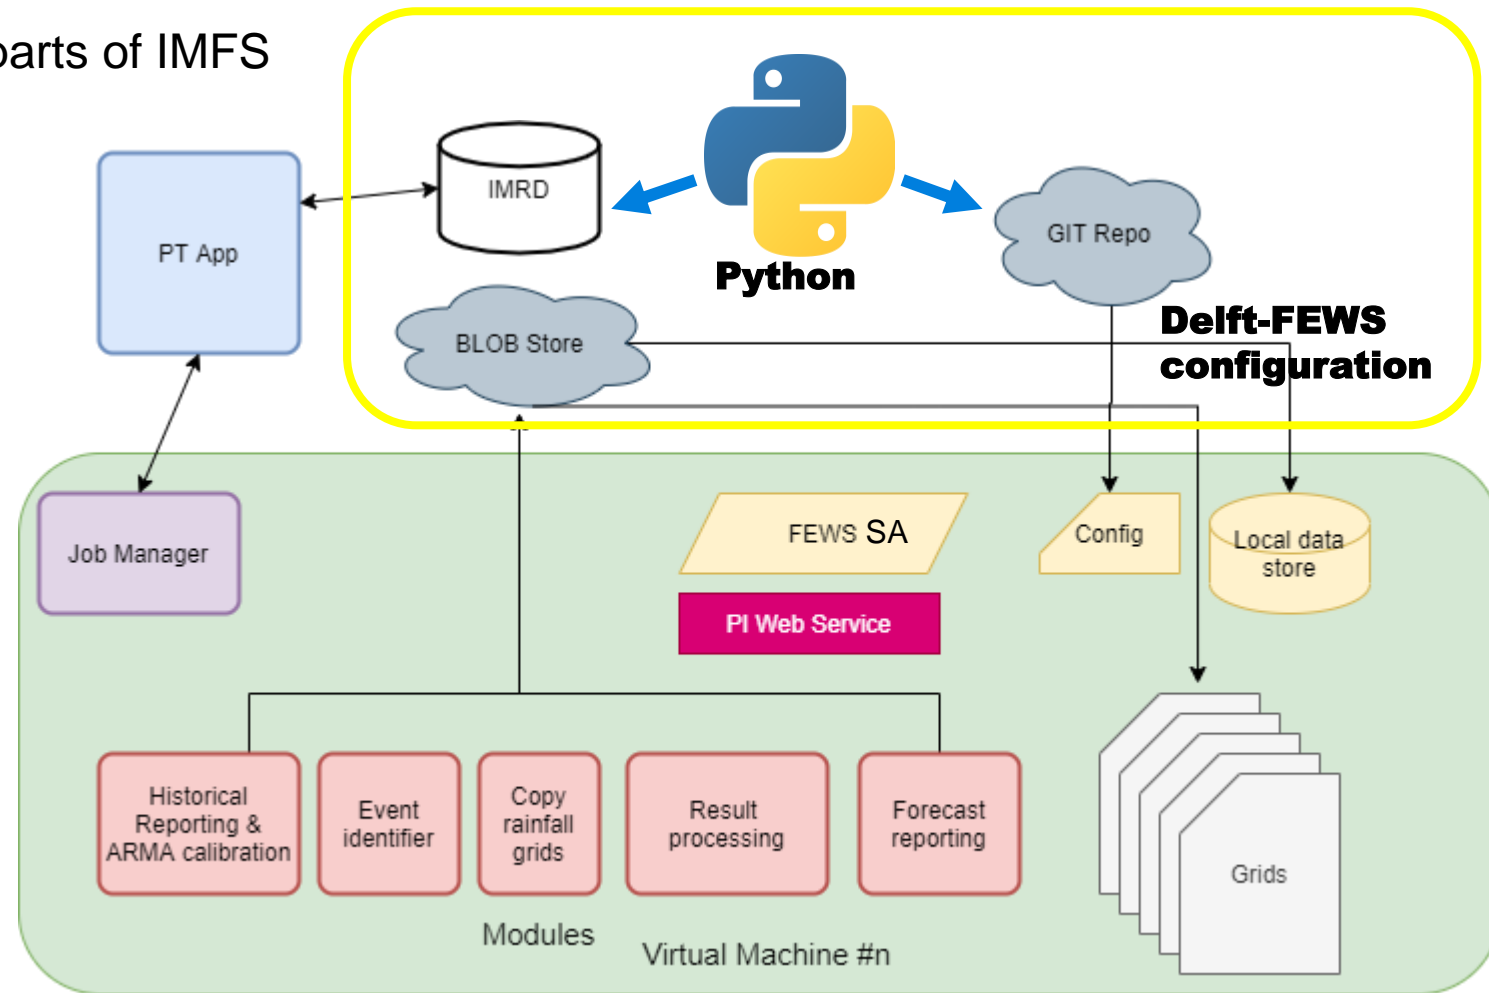 parts of IMFS
IMRD
PT App
GIT Repo
Python
BLOB Store
Delft-FEWS
configuration
Job Manager
FEWS SA
Config
Local data
store
PI Web Service
Historical
Reporting &
ARMA calibration
Event
identifier
Copy
rainfall
grids
Result
processing
Forecast
reporting
Grids
Modules
Virtual Machine #n